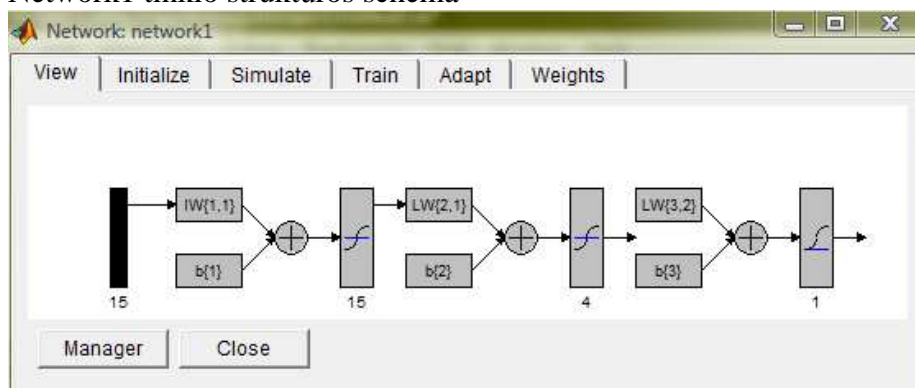 Network1 tinklo struktūros schema
Network: network1
View Initialize Simulate Train Adapt Weights
IW{1,1} LW{2,1} LW{3,2}
b{1} b{2} b{3}
15 15 4 1
Manager Close